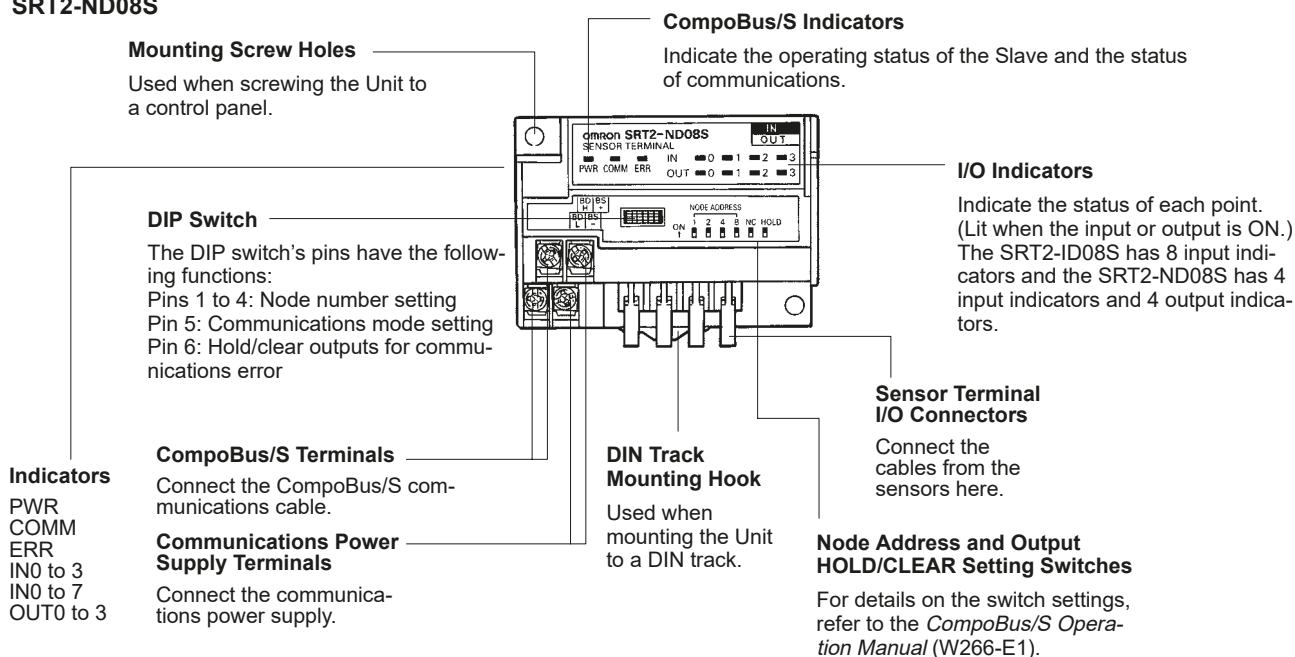 SRT2-ND08S
CompoBus/S Indicators
Indicate the operating status of the Slave and the status
of communications.
Mounting Screw Holes
Used when screwing the Unit to
a control panel.
OMRON SRT2-ND08S
SENSOR TERMINAL
IN
OUT
PWR COMM ERR
IN 0 1 2 3
OUT 0 1 2 3
I/O Indicators
Indicate the status of each point.
(Lit when the input or output is ON.)
The SRT2-ID08S has 8 input indi-
cators and the SRT2-ND08S has 4
input indicators and 4 output indica-
tors.
DIP Switch
The DIP switch's pins have the follow-
ing functions:
Pins 1 to 4: Node number setting
Pin 5: Communications mode setting
Pin 6: Hold/clear outputs for commu-
nications error
BD H BS +
BD L BS -
NODE ADDRESS
ON ↑ 1 2 4 8 NC HOLD
Sensor Terminal
I/O Connectors
Connect the
cables from the
sensors here.
Indicators
PWR
COMM
ERR
IN0 to 3
IN0 to 7
OUT0 to 3
CompoBus/S Terminals
Connect the CompoBus/S com-
munications cable.
Communications Power
Supply Terminals
Connect the communica-
tions power supply.
DIN Track
Mounting Hook
Used when
mounting the Unit
to a DIN track.
Node Address and Output
HOLD/CLEAR Setting Switches
For details on the switch settings,
refer to the CompoBus/S Opera-
tion Manual (W266-E1).